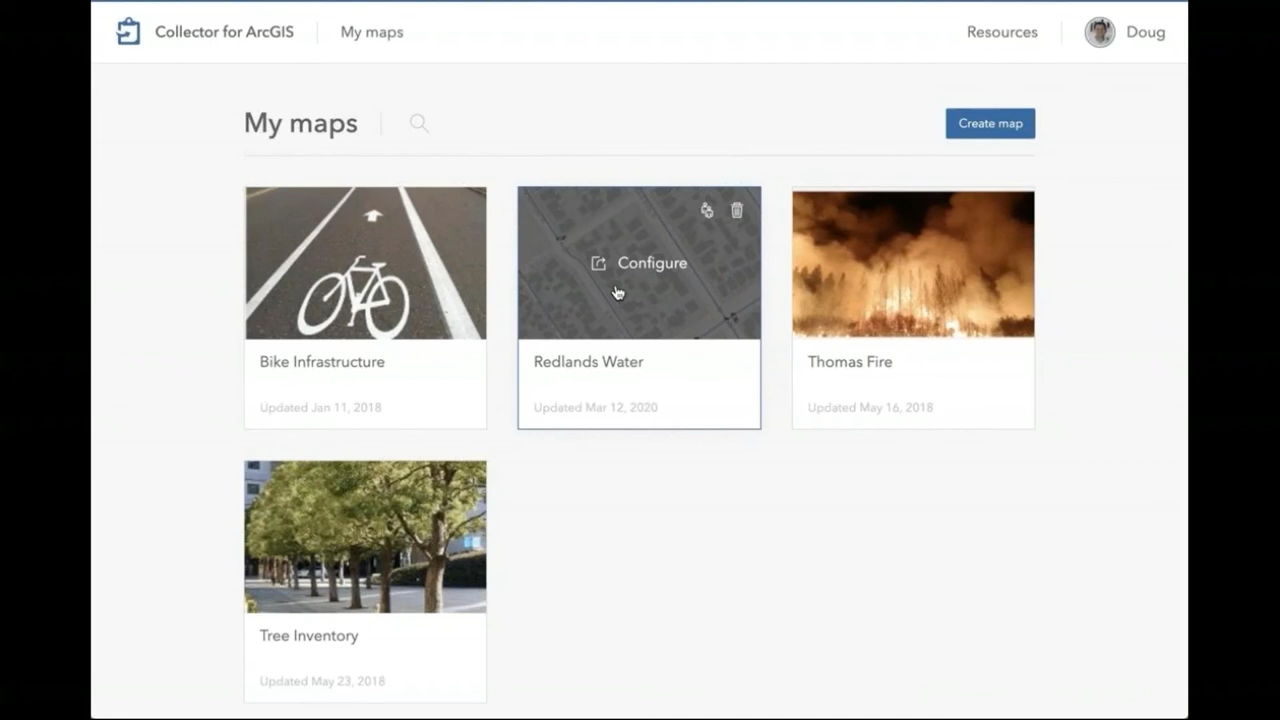 Collector for ArcGIS
My maps
Resources
Doug
My maps
Create map
Configure
Bike Infrastructure
Updated Jan 11, 2018
Redlands Water
Updated Mar 12, 2020
Thomas Fire
Updated May 16, 2018
Tree Inventory
Updated May 23, 2018